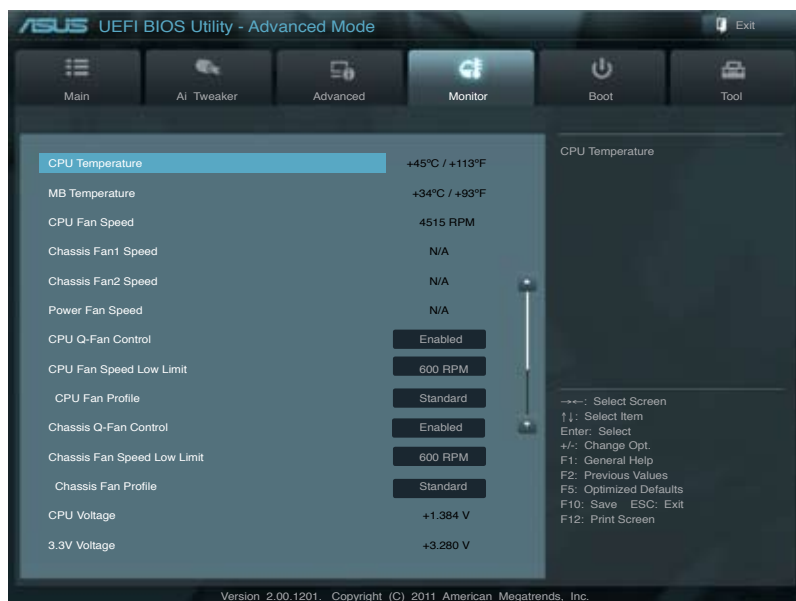 ASUS UEFI BIOS Utility - Advanced Mode
Exit
Main
Ai Tweaker
Advanced
Monitor
Boot
Tool
CPU Temperature +45°C / +113°F
MB Temperature +34°C / +93°F
CPU Fan Speed 4515 RPM
Chassis Fan1 Speed N/A
Chassis Fan2 Speed N/A
Power Fan Speed N/A
CPU Q-Fan Control Enabled
CPU Fan Speed Low Limit 600 RPM
CPU Fan Profile Standard
Chassis Q-Fan Control Enabled
Chassis Fan Speed Low Limit 600 RPM
Chassis Fan Profile Standard
CPU Voltage +1.384 V
3.3V Voltage +3.280 V
CPU Temperature
→←: Select Screen
↑↓: Select Item
Enter: Select
+/-: Change Opt.
F1: General Help
F2: Previous Values
F5: Optimized Defaults
F10: Save ESC: Exit
F12: Print Screen
Version 2.00.1201. Copyright (C) 2011 American Megatrends, Inc.